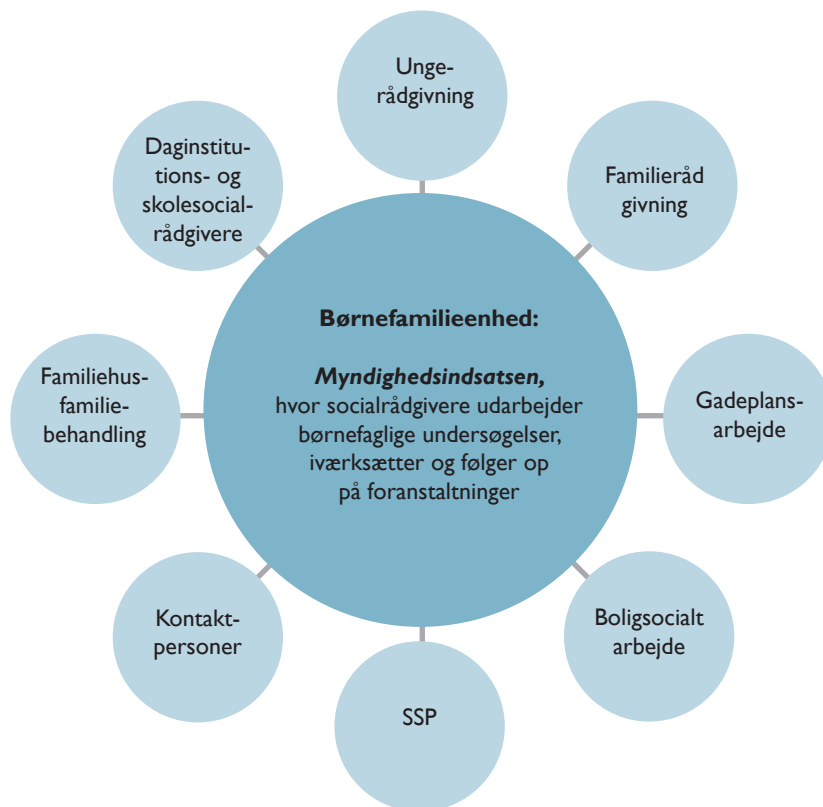 Unge-
rådgivning
Daginstitu-
tions- og
skolesocial-
rådgivere
Familieråd
givning
Børnefamilieenhed:
Myndighedsindsatsen,
hvor socialrådgivere udarbejder
børnefaglige undersøgelser,
iværksætter og følger op
på foranstaltninger
Familiehus-
familie-
behandling
Gadeplans-
arbejde
Kontakt-
personer
Boligsocialt
arbejde
SSP